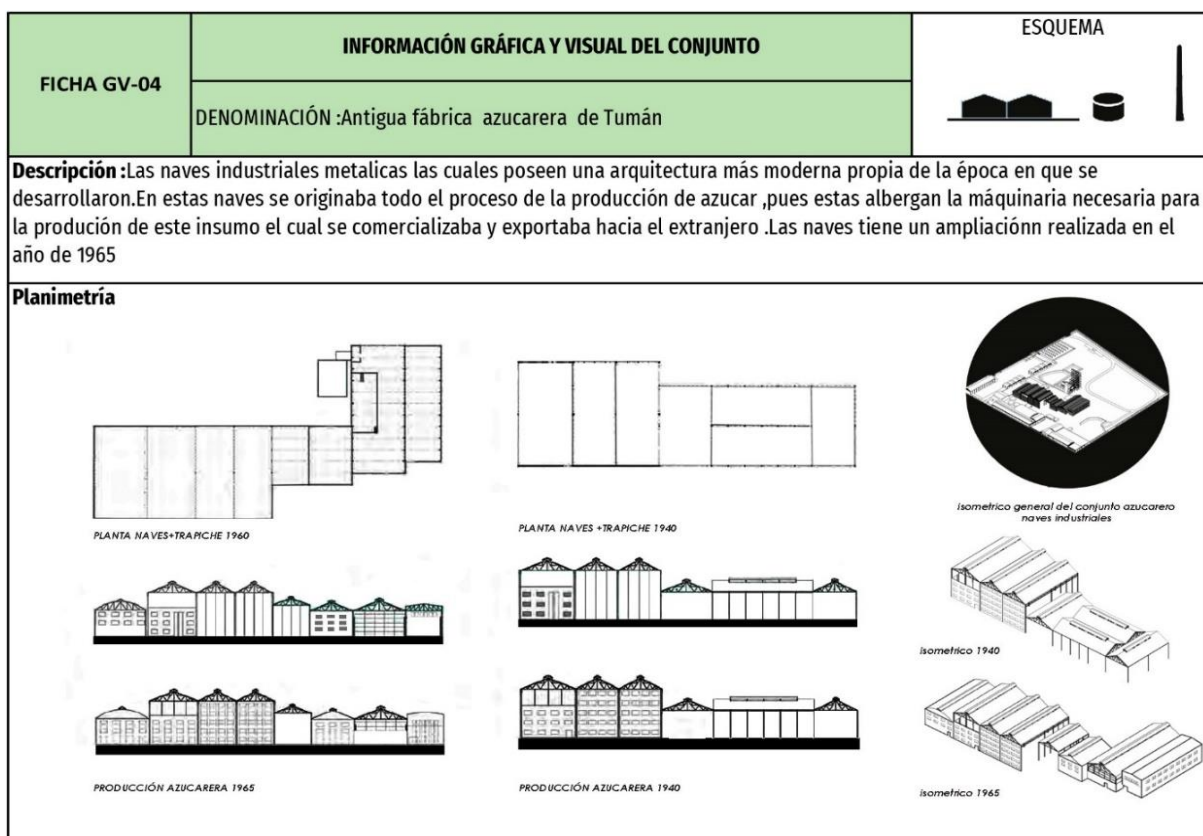 FICHA GV-04
INFORMACIÓN GRÁFICA Y VISUAL DEL CONJUNTO
DENOMINACIÓN :Antigua fábrica azucarera de Tumán
ESQUEMA
Descripción :Las naves industriales metalicas las cuales poseen una arquitectura más moderna propia de la época en que se
desarrollaron.En estas naves se originaba todo el proceso de la producción de azucar ,pues estas albergan la máquinaria necesaria para
la produción de este insumo el cual se comercializaba y exportaba hacia el extranjero .Las naves tiene un ampliaciónn realizada en el
año de 1965
Planimetría
PLANTA NAVES+TRAPICHE 1960
PLANTA NAVES +TRAPICHE 1940
isometrico general del conjunto azucarero
naves industriales
isometrico 1940
PRODUCCIÓN AZUCARERA 1965
PRODUCCIÓN AZUCARERA 1940
isometrico 1965